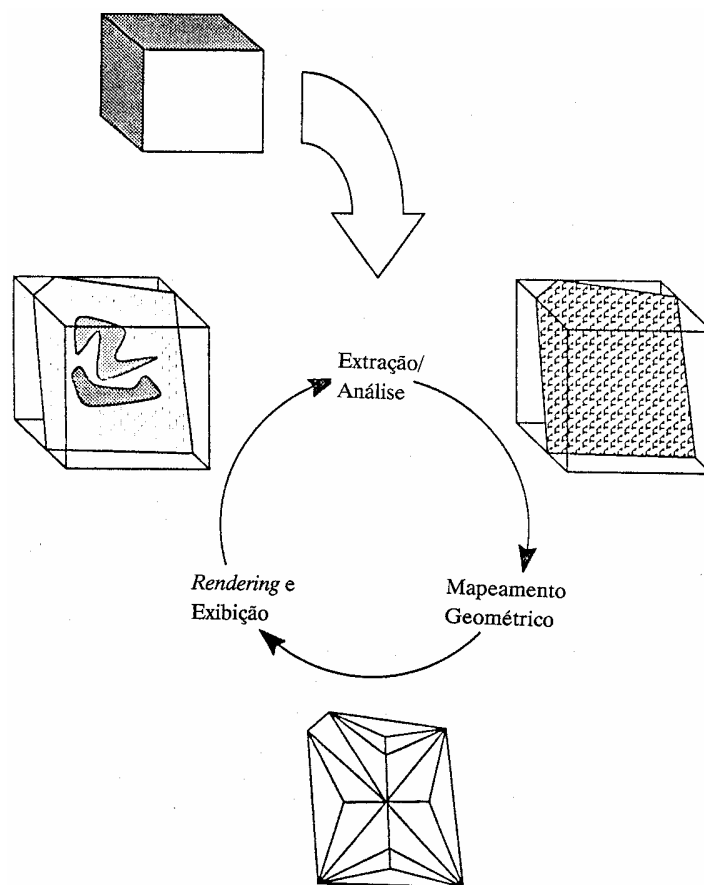 Extração/
Análise
Mapeamento
Geométrico
Rendering e
Exibição